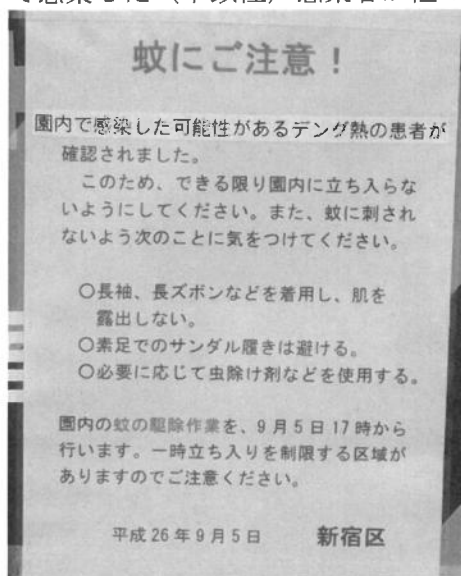 蚊にご注意！
園内で感染した可能性があるデング熱の患者が
確認されました。
このため、できる限り園内に立ち入らな
いようにしてください。また、蚊に刺され
ないよう次のことに気をつけてください。
○長袖、長ズボンなどを着用し、肌を
露出しない。
○素足でのサンダル履きは避ける。
○必要に応じて虫除け剤などを使用する。
園内の蚊の駆除作業を、9月5日17時から
行います。一時立ち入りを制限する区域が
ありますのでご注意ください。
平成26年9月5日 新宿区